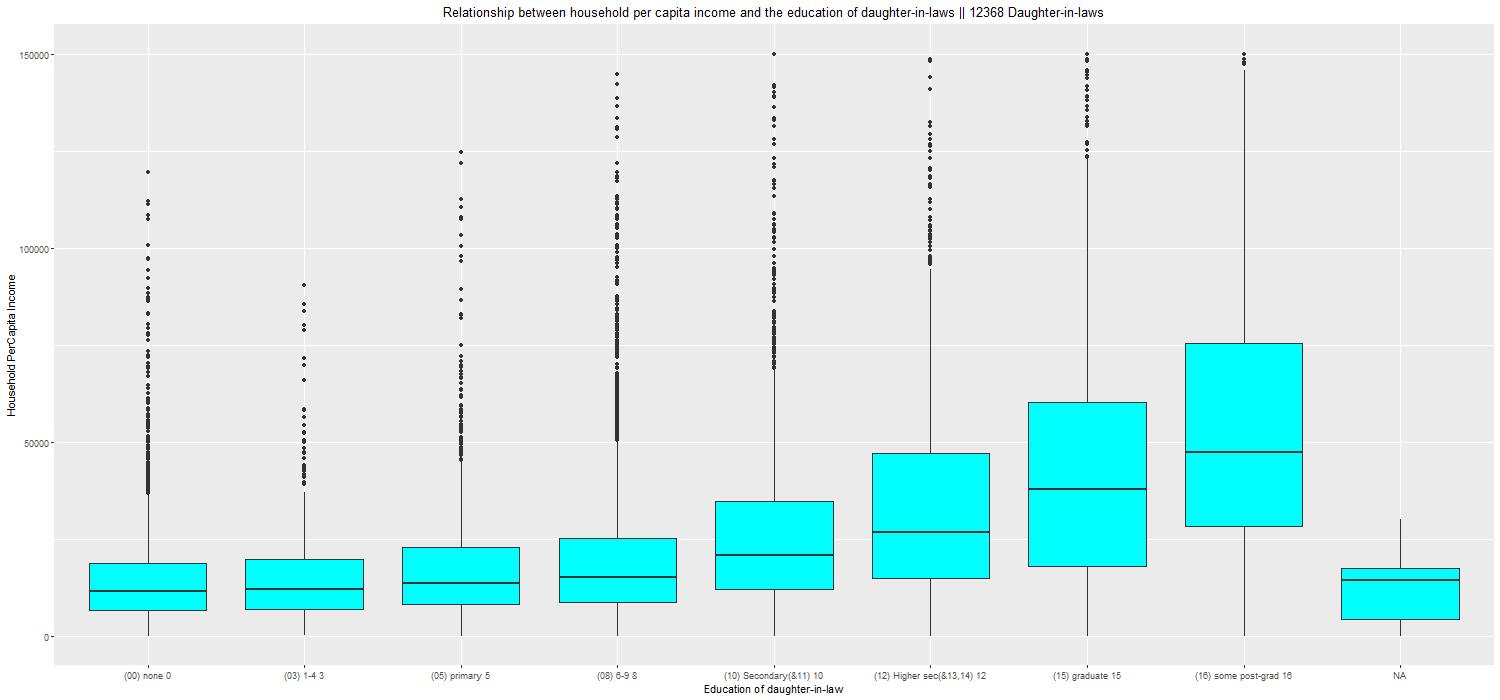 Relationship between household per capita income and the education of daughter-in-laws || 12368 Daughter-in-laws
150000
100000
50000
0
Household PerCapita Income
(00) none 0
(03) 1-4 3
(05) primary 5
(08) 6-9 8
(10) Secondary(&11) 10
(12) Higher sec(&13,14) 12
(15) graduate 15
(16) some post-grad 16
NA
Education of daughter-in-law